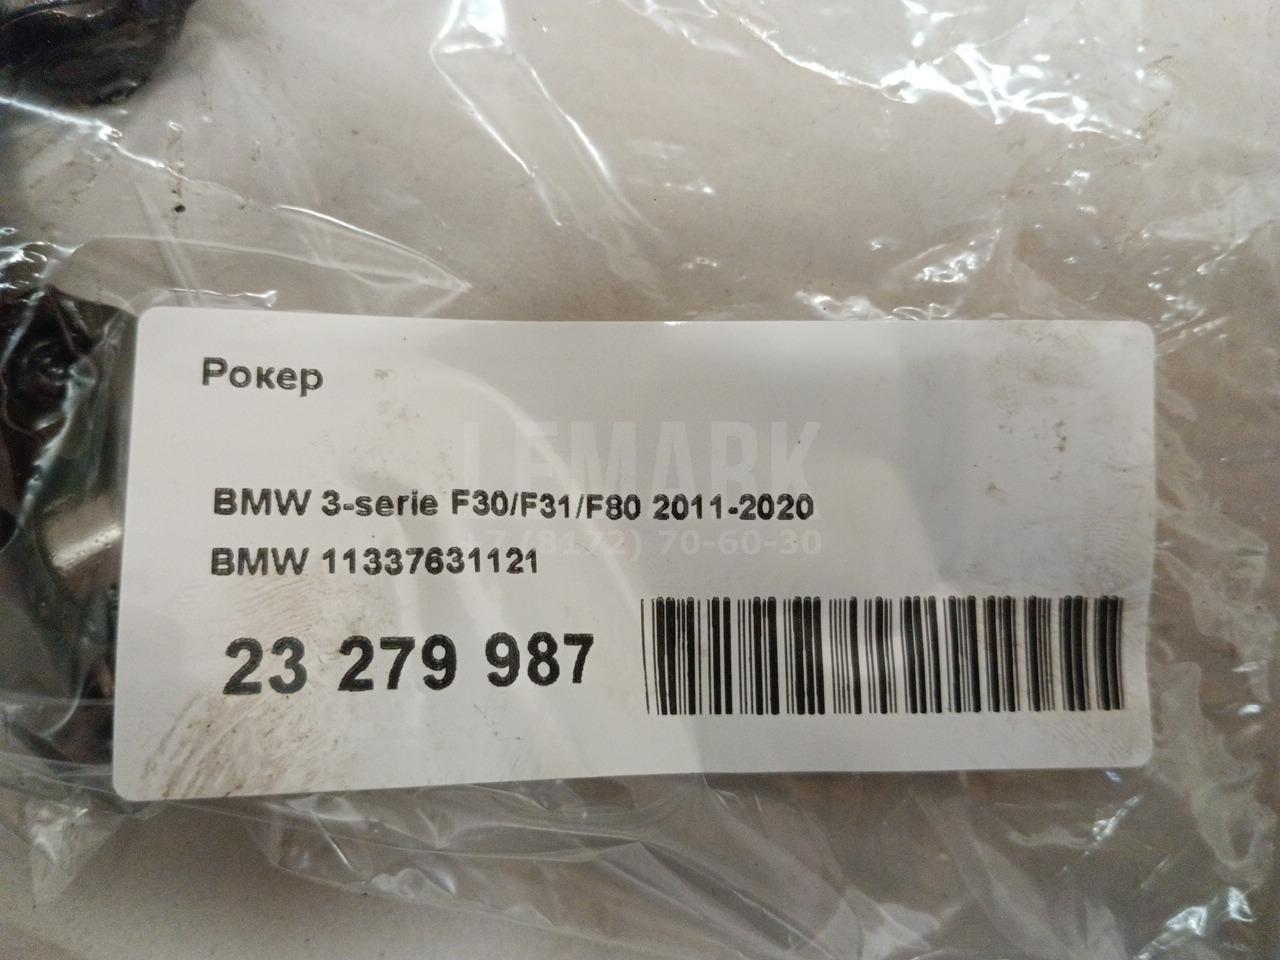 Рокер
LEMARK
BMW 3-serie F30/F31/F80 2011-2020
+7 (8172) 70-60-30
BMW 11337631121
23 279 987